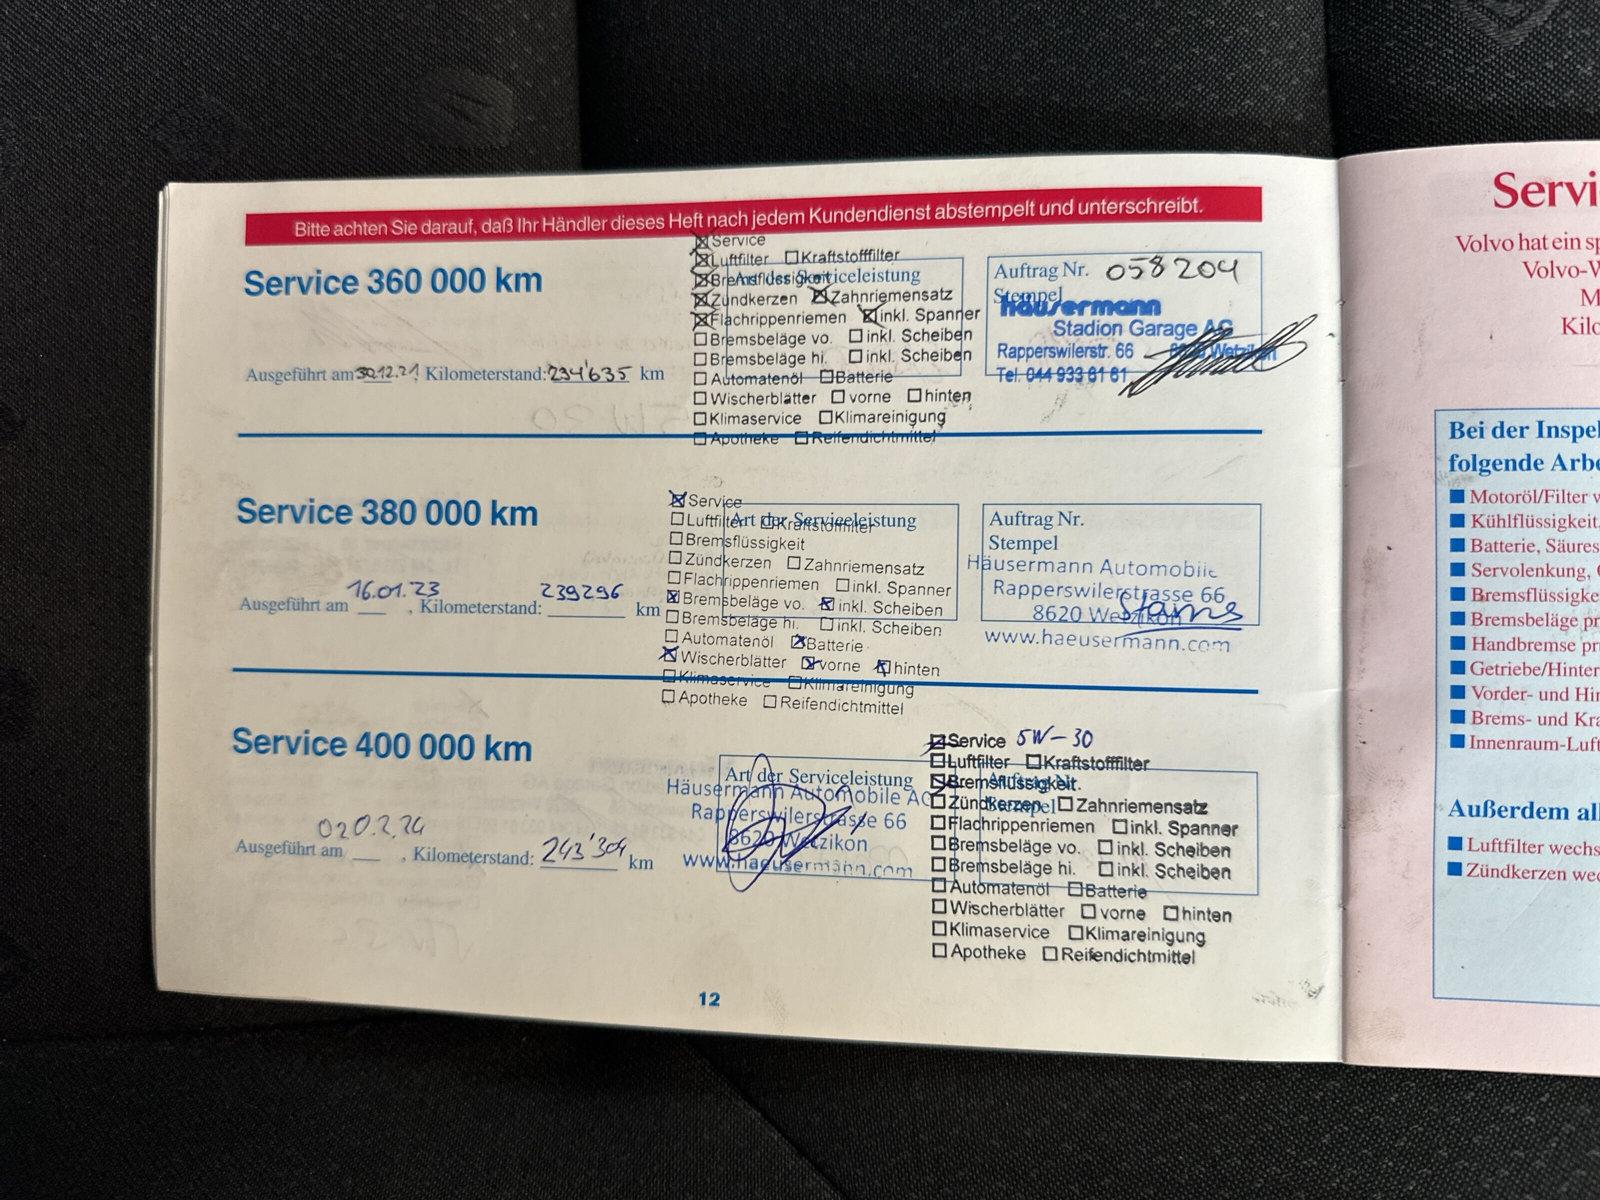 Bitte achten Sie darauf, daß Ihr Händler dieses Heft nach jedem Kundendienst abstempelt und unterschreibt.
Service 360 000 km
Ausgeführt am 30.12.21, Kilometerstand: 234'635 km
Service
Luftfilter Kraftstofffilter
Art der Serviceleistung
Bremsflüssigkeit
Zündkerzen Zahnriemensatz
Flachrippenriemen inkl. Spanner
Bremsbeläge vo. inkl. Scheiben
Bremsbeläge hi. inkl. Scheiben
Automatenöl Batterie
Wischerblätter vorne hinten
Klimaservice Klimareinigung
Apotheke Reifendichtmittel
Auftrag Nr. 058204
Stempel
häusermann
Stadion Garage AG
Rapperswilerstr. 66 8620 Wetzikon
Tel. 044 933 61 61
Service 380 000 km
Ausgeführt am 16.01.23, Kilometerstand: 239296 km
Service
Luftfilter Kraftstofffilter
Art der Serviceleistung
Bremsflüssigkeit
Zündkerzen Zahnriemensatz
Flachrippenriemen inkl. Spanner
Bremsbeläge vo. inkl. Scheiben
Bremsbeläge hi. inkl. Scheiben
Automatenöl Batterie
Wischerblätter vorne hinten
Klimaservice Klimareinigung
Apotheke Reifendichtmittel
Auftrag Nr.
Stempel
Häusermann Automobile
Rapperswilerstrasse 66
8620 Wetzikon
www.haeusermann.com
Service 400 000 km
Ausgeführt am 020.2.24, Kilometerstand: 243'304 km
Art der Serviceleistung
Häusermann Automobile AG
Rapperswilerstrasse 66
8620 Wetzikon
www.haeusermann.com
Service 5W-30
Luftfilter Kraftstofffilter
Bremsflüssigkeit
Auftrag Nr.
Zündkerzen Zahnriemensatz
Stempel
Flachrippenriemen inkl. Spanner
Bremsbeläge vo. inkl. Scheiben
Bremsbeläge hi. inkl. Scheiben
Automatenöl Batterie
Wischerblätter vorne hinten
Klimaservice Klimareinigung
Apotheke Reifendichtmittel
12
Servi
Volvo hat ein sp
Volvo-W
M
Kilo
Bei der Inspe
folgende Arbe
Motoröl/Filter w
Kühlflüssigkeit,
Batterie, Säures
Servolenkung,
Bremsflüssigke
Bremsbeläge pr
Handbremse pr
Getriebe/Hinter
Vorder- und Hin
Brems- und Kra
Innenraum-Luft
Außerdem all
Luftfilter wechs
Zündkerzen wec